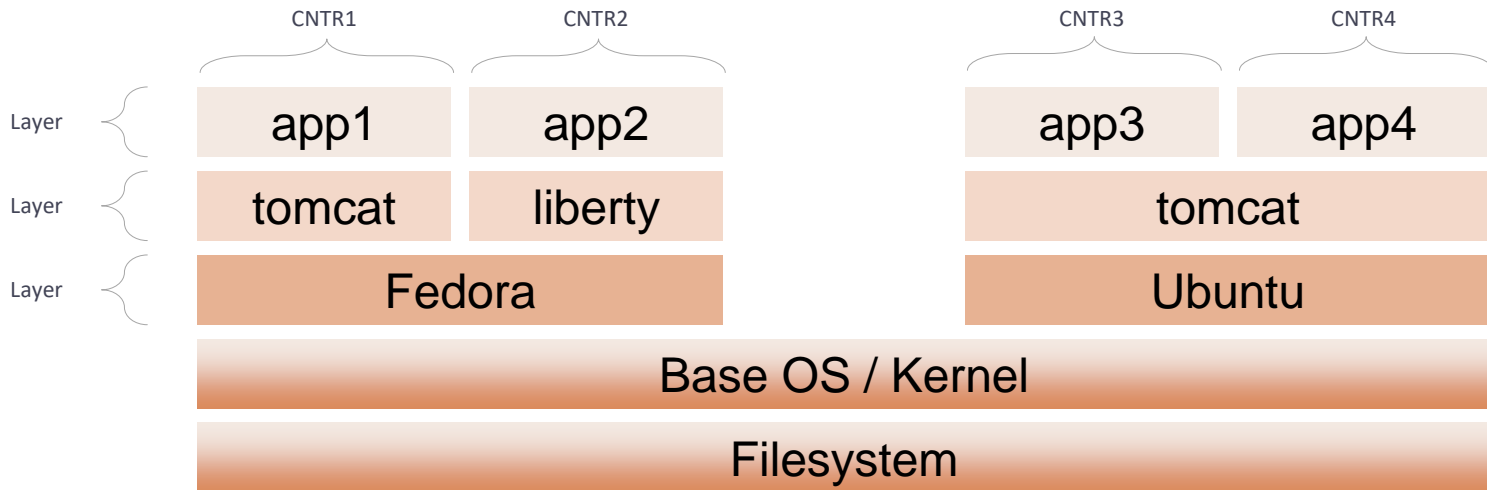 CNTR1 CNTR2 CNTR3 CNTR4
Layer app1 app2 app3 app4
Layer tomcat liberty tomcat
Layer Fedora Ubuntu
Base OS / Kernel
Filesystem